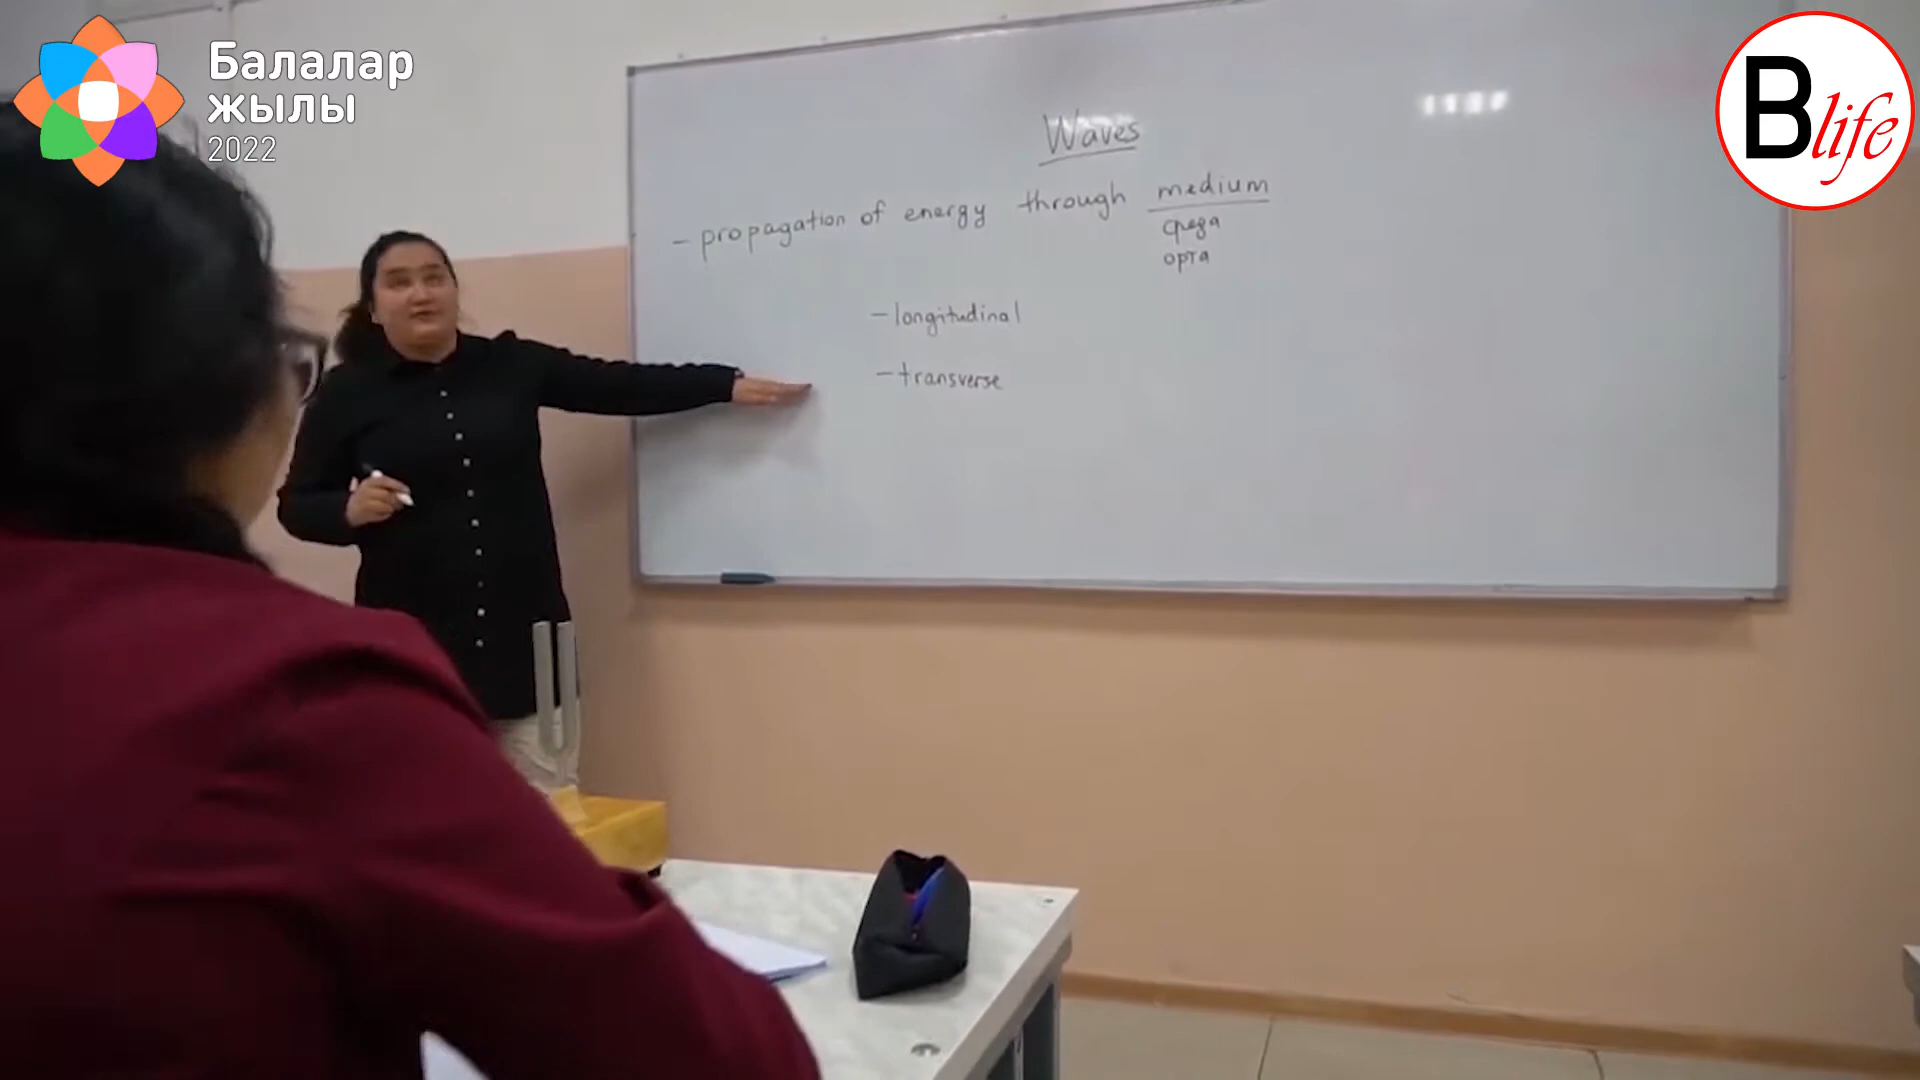 Балалар
жылы
2022
Blife
Waves
- propagation of energy through medium
среда
орта
- longitudinal
- transverse